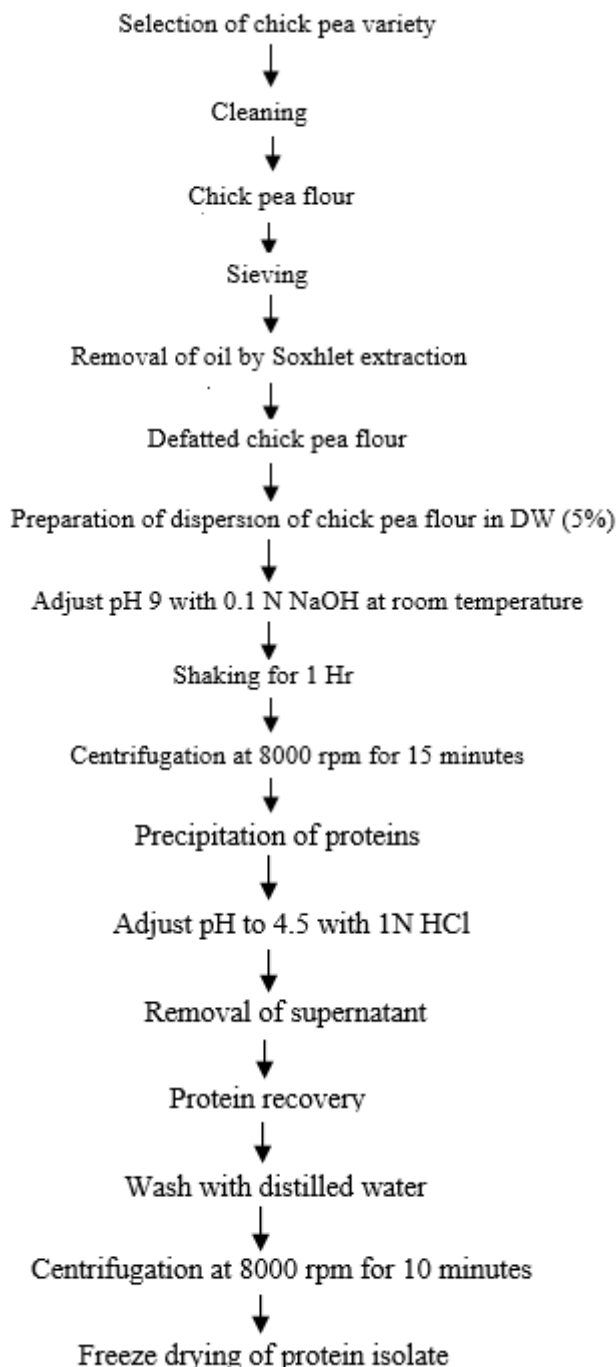 Selection of chick pea variety
Cleaning
Chick pea flour
Sieving
Removal of oil by Soxhlet extraction
Defatted chick pea flour
Preparation of dispersion of chick pea flour in DW (5%)
Adjust pH 9 with 0.1 N NaOH at room temperature
Shaking for 1 Hr
Centrifugation at 8000 rpm for 15 minutes
Precipitation of proteins
Adjust pH to 4.5 with 1N HCl
Removal of supernatant
Protein recovery
Wash with distilled water
Centrifugation at 8000 rpm for 10 minutes
Freeze drying of protein isolate